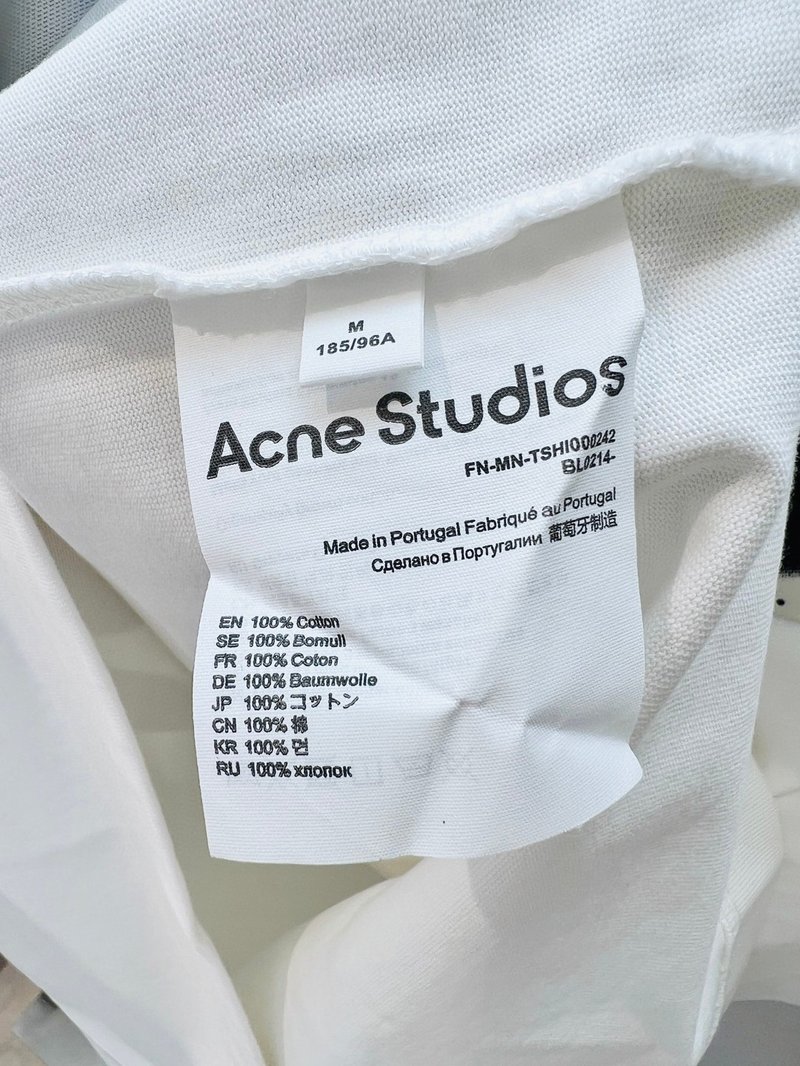 M
185/96A
Acne Studios
FN-MN-TSHI000242
BL0214-
Made in Portugal Fabriqué au Portugal
Сделано в Португалии 葡萄牙制造
EN 100% Cotton
SE 100% Bomull
FR 100% Coton
DE 100% Baumwolle
JP 100% コットン
CN 100% 棉
KR 100% 면
RU 100% хлопок